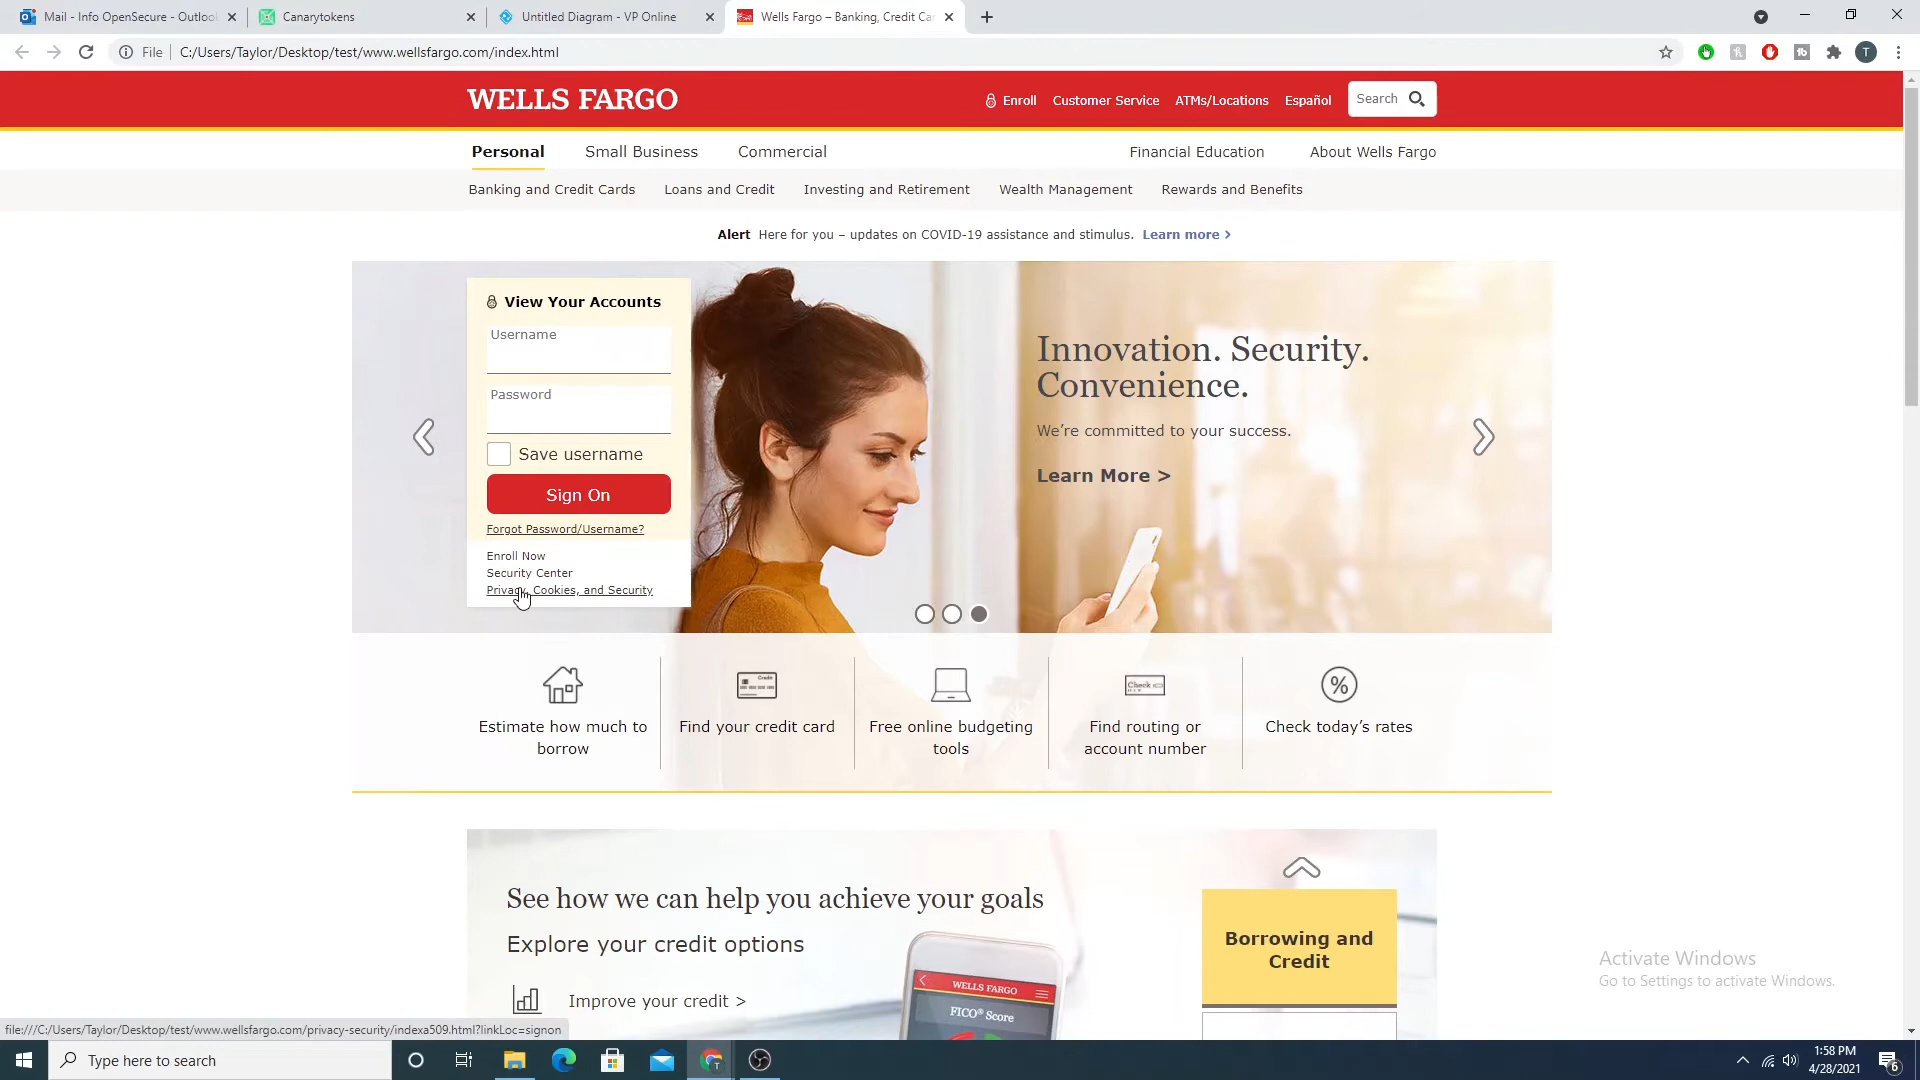 Mail - Info OpenSecure - Outloo
Canarytokens
Untitled Diagram - VP Online
Wells Fargo – Banking, Credit Ca
File
C:/Users/Taylor/Desktop/test/www.wellsfargo.com/index.html
T
WELLS FARGO
Enroll
Customer Service
ATMs/Locations
Español
Search
Personal
Small Business
Commercial
Financial Education
About Wells Fargo
Banking and Credit Cards
Loans and Credit
Investing and Retirement
Wealth Management
Rewards and Benefits
Alert Here for you – updates on COVID-19 assistance and stimulus. Learn more >
View Your Accounts
Username
Password
Save username
Sign On
Forgot Password/Username?
Enroll Now
Security Center
Privacy, Cookies, and Security
Innovation. Security.
Convenience.
We’re committed to your success.
Learn More >
Estimate how much to
borrow
Credit
Find your credit card
Free online budgeting
tools
Check
Find routing or
account number
%
Check today’s rates
See how we can help you achieve your goals
Explore your credit options
Improve your credit >
WELLS FARGO
FICO® Score
Borrowing and
Credit
Activate Windows
Go to Settings to activate Windows.
file:///C:/Users/Taylor/Desktop/test/www.wellsfargo.com/privacy-security/indexa509.html?linkLoc=signon
Type here to search
T
1:58 PM
4/28/2021
6